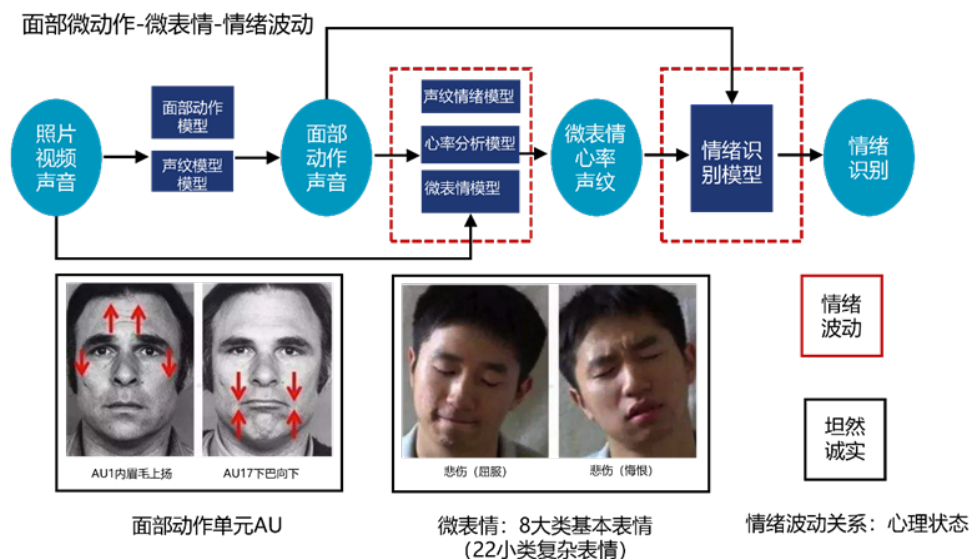 面部微动作-微表情-情绪波动
照片
视频
声音
面部动作
模型
声纹模型
模型
面部
动作
声音
声纹情绪模型
心率分析模型
微表情模型
微表情
心率
声纹
情绪识
别模型
情绪
识别
AU1内眉毛上扬
AU17下巴向下
悲伤（屈服）
悲伤（悔恨）
情绪
波动
坦然
诚实
面部动作单元AU
微表情：8大类基本表情
（22小类复杂表情）
情绪波动关系：心理状态